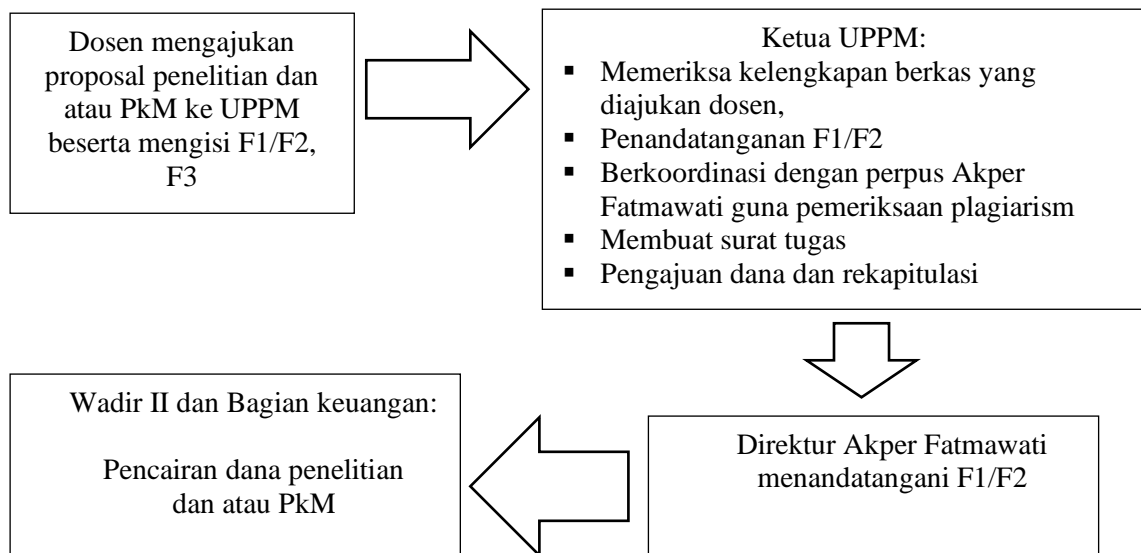 Dosen mengajukan
proposal penelitian dan
atau PkM ke UPPM
beserta mengisi F1/F2,
F3
Ketua UPPM:
▪ Memeriksa kelengkapan berkas yang
diajukan dosen,
▪ Penandatanganan F1/F2
▪ Berkoordinasi dengan perpus Akper
Fatmawati guna pemeriksaan plagiarism
▪ Membuat surat tugas
▪ Pengajuan dana dan rekapitulasi
Direktur Akper Fatmawati
menandatangani F1/F2
Wadir II dan Bagian keuangan:
Pencairan dana penelitian
dan atau PkM